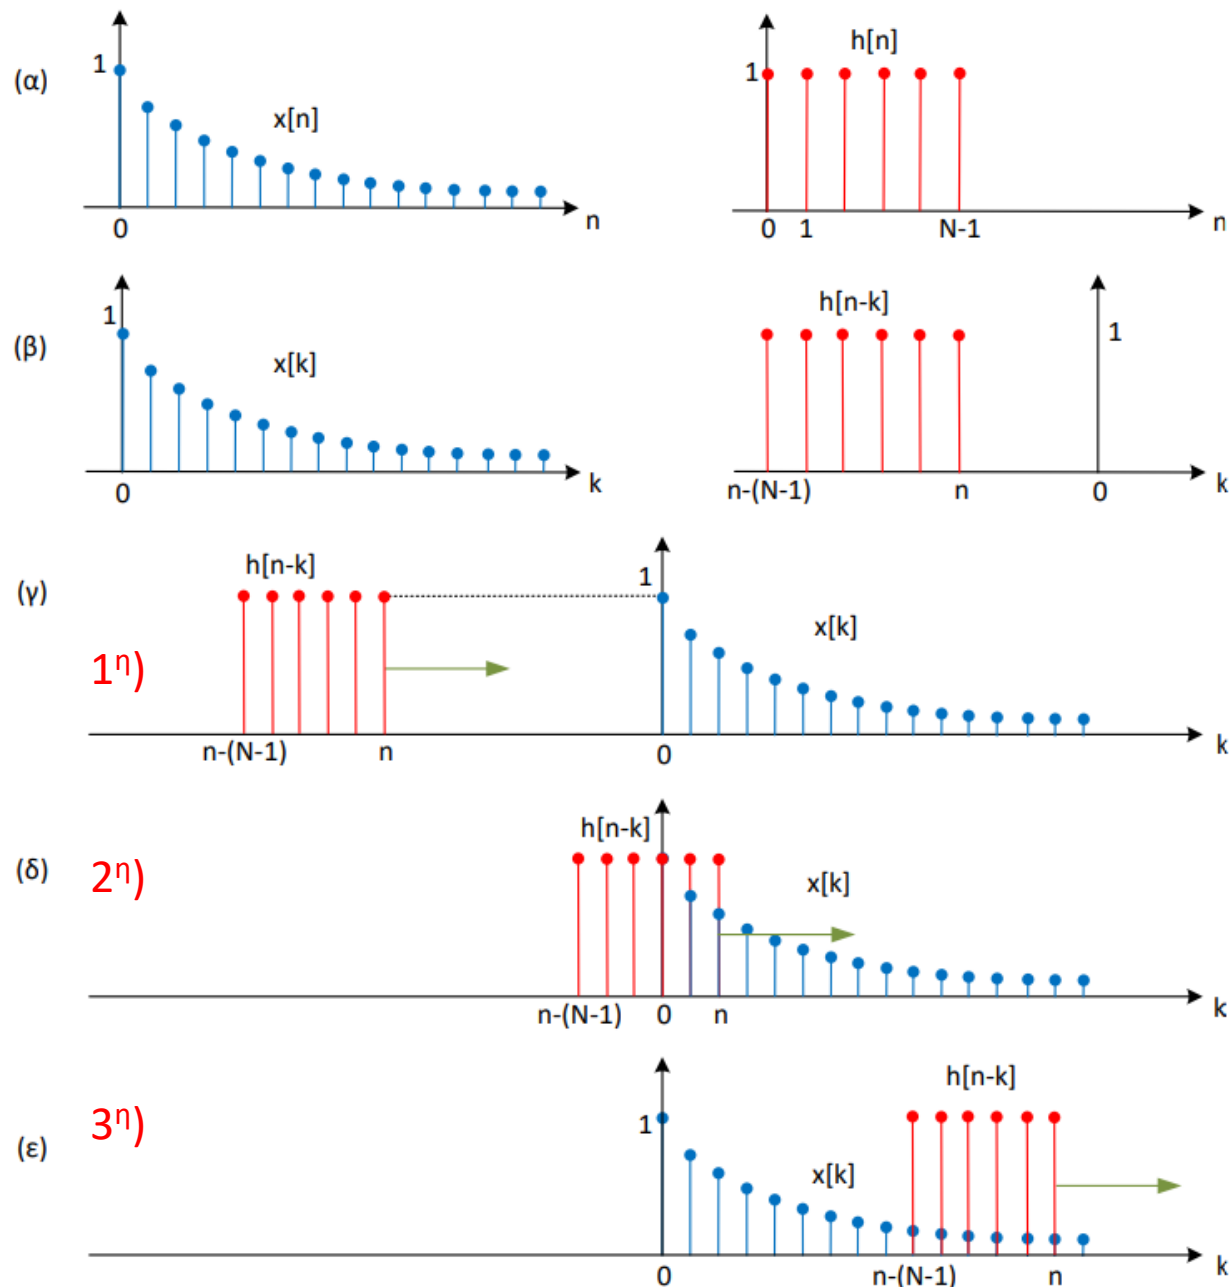 (α)
1
x[n]
0
n
h[n]
1
0 1 N-1
n
(β)
1
x[k]
0
k
h[n-k]
1
n-(N-1) n 0
k
(γ)
1η)
h[n-k]
1
x[k]
n-(N-1) n 0
k
(δ)
2η)
h[n-k]
x[k]
n-(N-1) 0 n
k
(ε)
3η)
h[n-k]
1
x[k]
0 n-(N-1) n
k